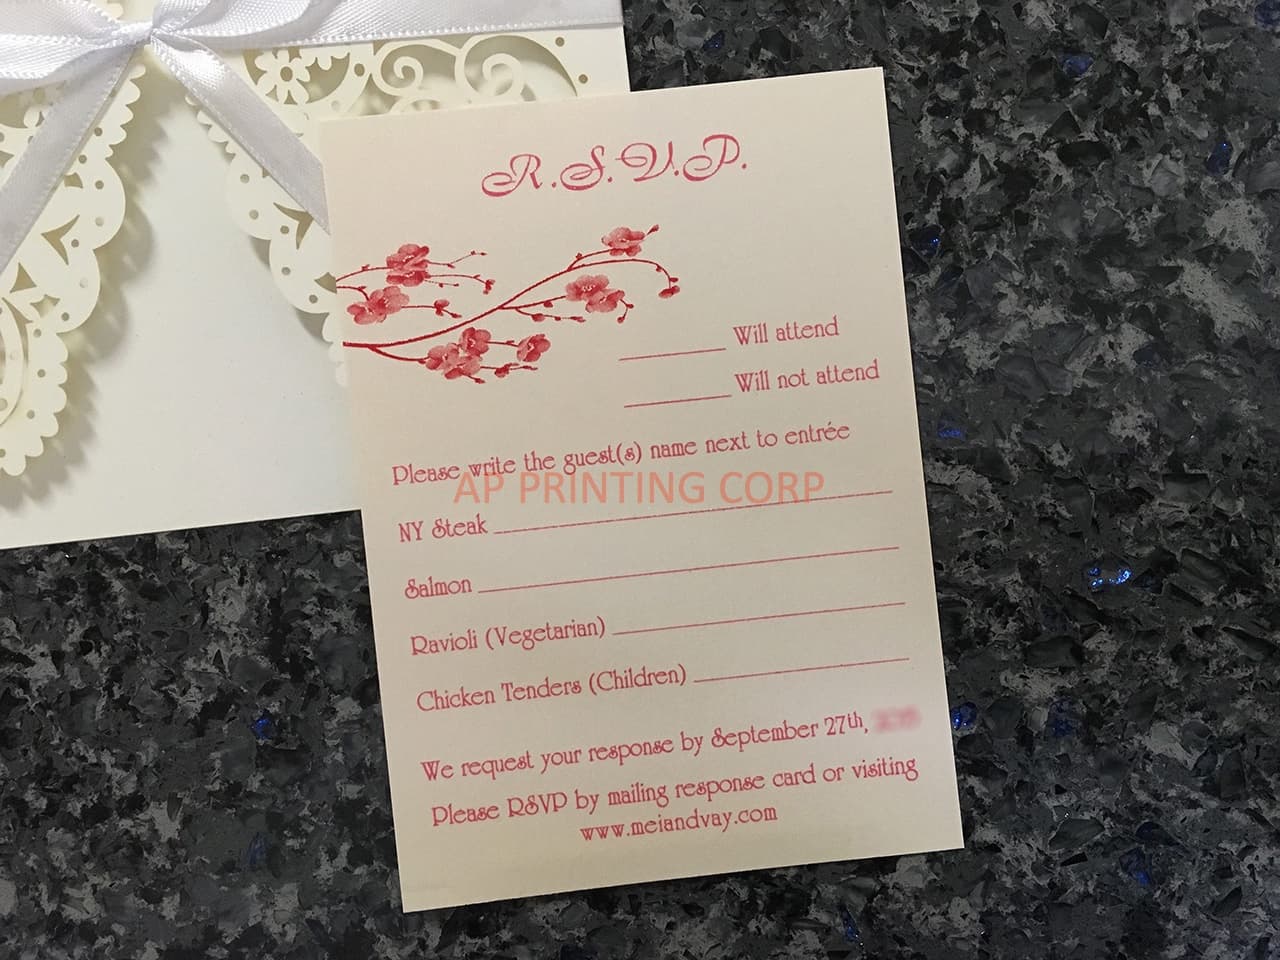 R.S.V.P.
Will attend
Will not attend
Please write the guest(s) name next to entrée
AP PRINTING CORP
NY Steak
Salmon
Ravioli (Vegetarian)
Chicken Tenders (Children)
We request your response by September 27th,
Please RSVP by mailing response card or visiting
www.meiandvay.com